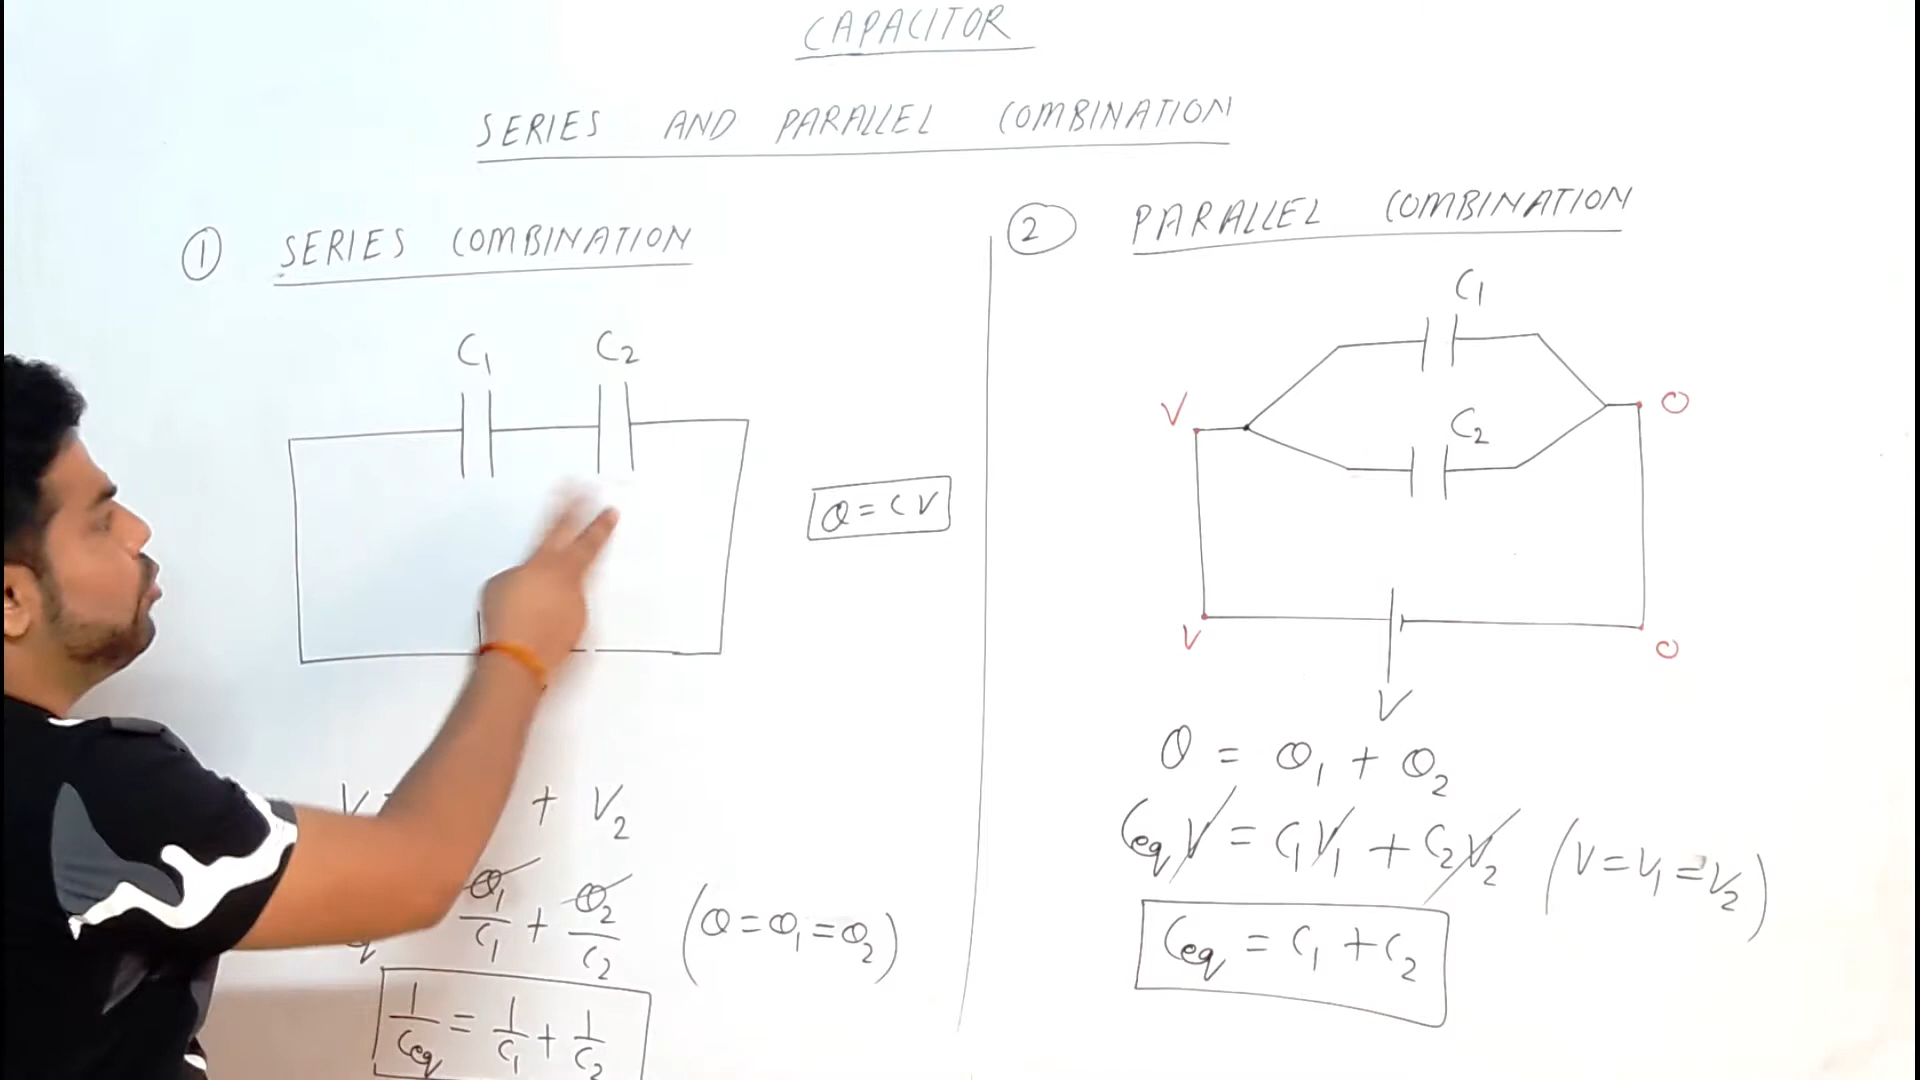 CAPACITOR
SERIES AND PARALLEL COMBINATION
① SERIES COMBINATION
C₁ C₂
Q = CV
+ V₂
Q₁/C₁ + Q₂/C₂ (Q = Q₁ = Q₂)
1/Ceq = 1/C₁ + 1/C₂
② PARALLEL COMBINATION
C₁
V O
C₂
V O
V
Q = Q₁ + Q₂
CeqV = C₁V₁ + C₂V₂ (V = V₁ = V₂)
Ceq = C₁ + C₂